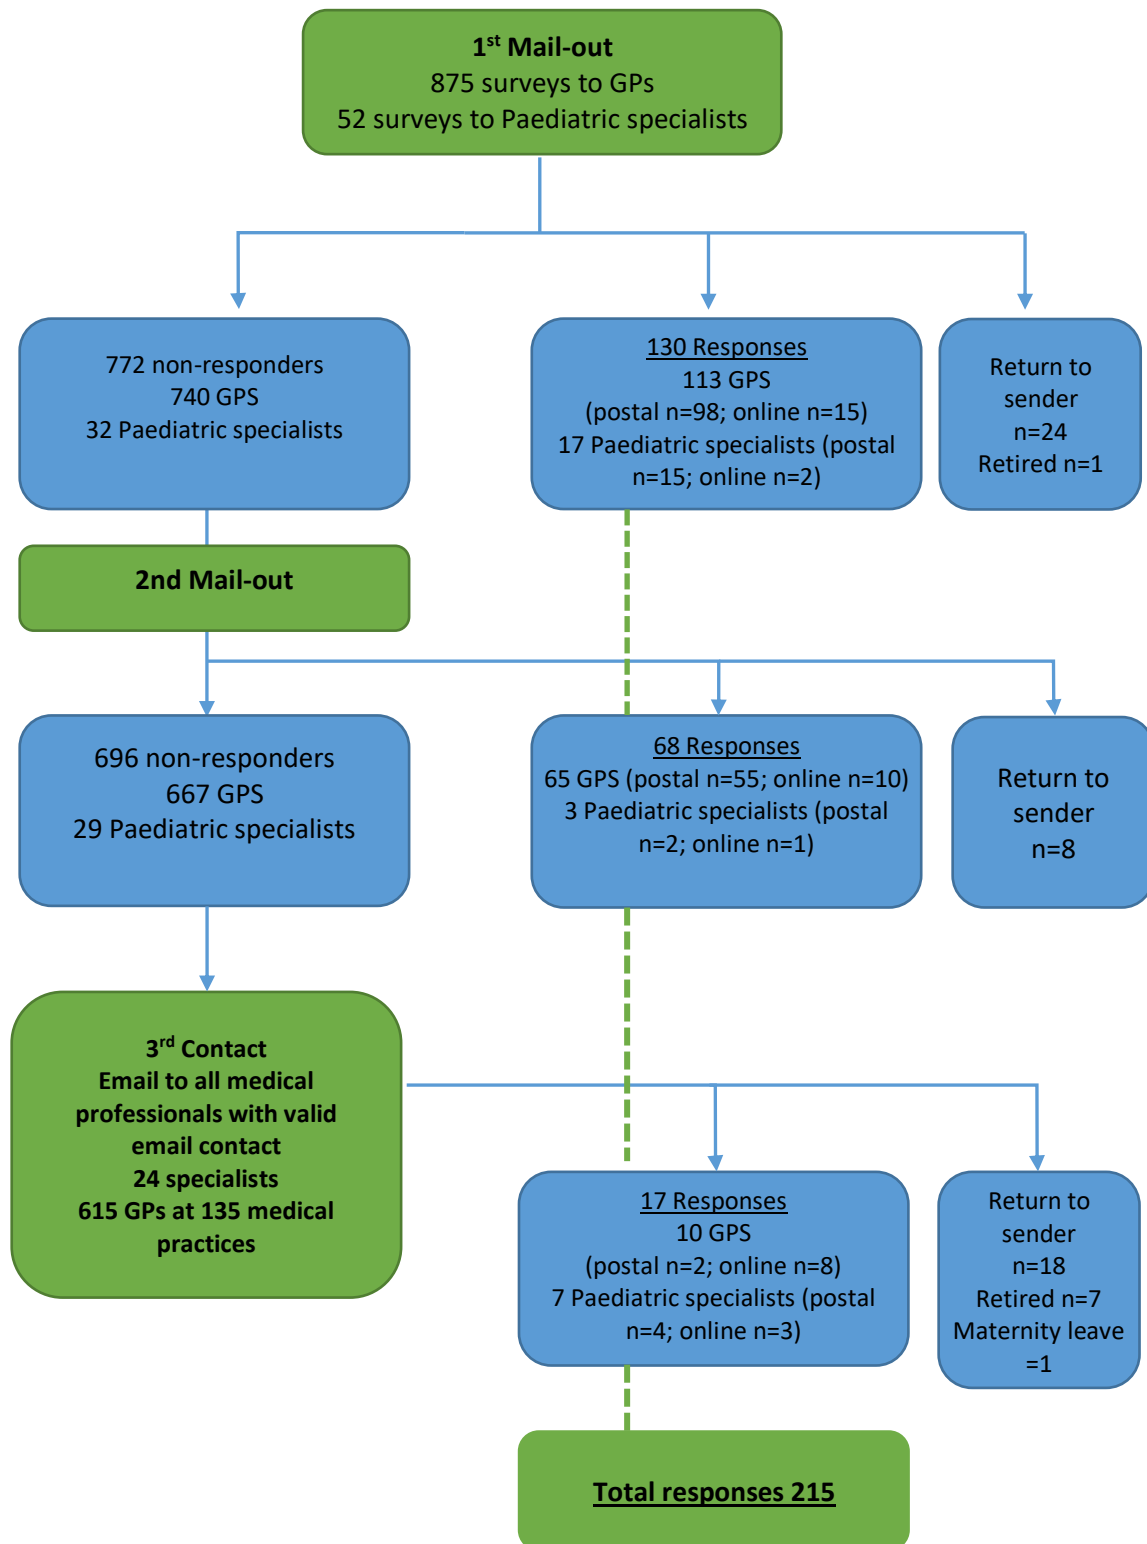 1st Mail-out
875 surveys to GPs
52 surveys to Paediatric specialists
772 non-responders
740 GPS
32 Paediatric specialists
130 Responses
113 GPS
(postal n=98; online n=15)
17 Paediatric specialists (postal
n=15; online n=2)
Return to
sender
n=24
Retired n=1
2nd Mail-out
696 non-responders
667 GPS
29 Paediatric specialists
68 Responses
65 GPS (postal n=55; online n=10)
3 Paediatric specialists (postal
n=2; online n=1)
Return to
sender
n=8
3rd Contact
Email to all medical
professionals with valid
email contact
24 specialists
615 GPs at 135 medical
practices
17 Responses
10 GPS
(postal n=2; online n=8)
7 Paediatric specialists (postal
n=4; online n=3)
Return to
sender
n=18
Retired n=7
Maternity leave
=1
Total responses 215